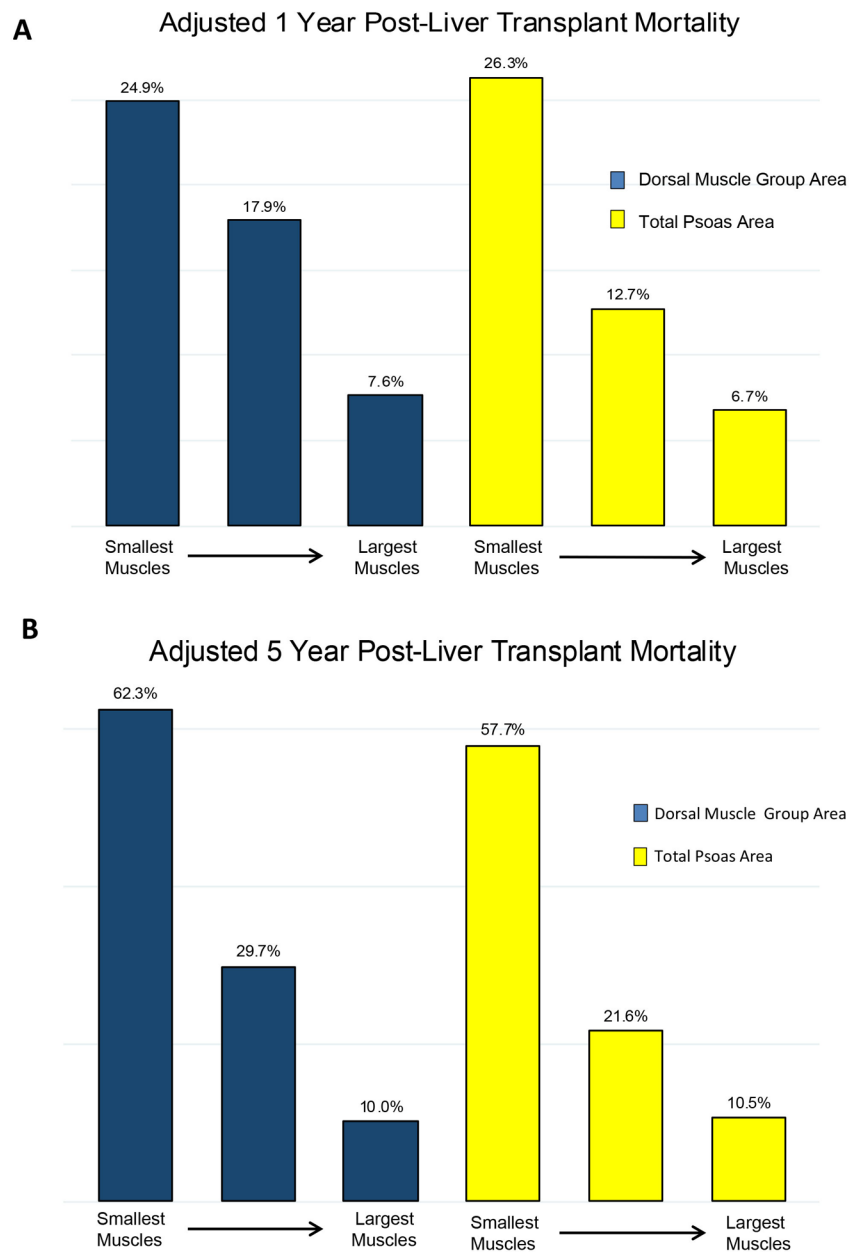 A
Adjusted 1 Year Post-Liver Transplant Mortality
24.9%
17.9%
7.6%
26.3%
12.7%
6.7%
Dorsal Muscle Group Area
Total Psoas Area
Smallest
Muscles
Largest
Muscles
Smallest
Muscles
Largest
Muscles
B
Adjusted 5 Year Post-Liver Transplant Mortality
62.3%
29.7%
10.0%
57.7%
21.6%
10.5%
Dorsal Muscle Group Area
Total Psoas Area
Smallest
Muscles
Largest
Muscles
Smallest
Muscles
Largest
Muscles